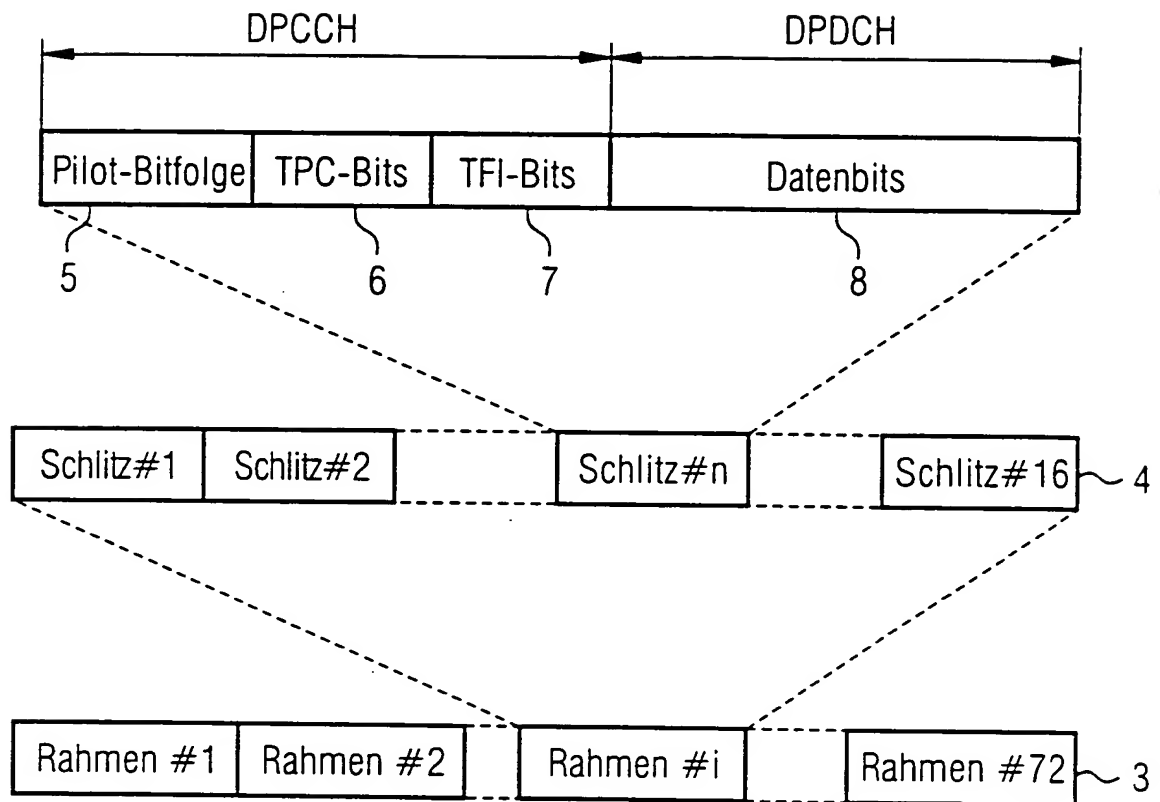 DPCCH DPDCH
Pilot-Bitfolge TPC-Bits TFI-Bits Datenbits
5 6 7 8
Schlitz#1 Schlitz#2 Schlitz#n Schlitz#16 4
Rahmen #1 Rahmen #2 Rahmen #i Rahmen #72 3